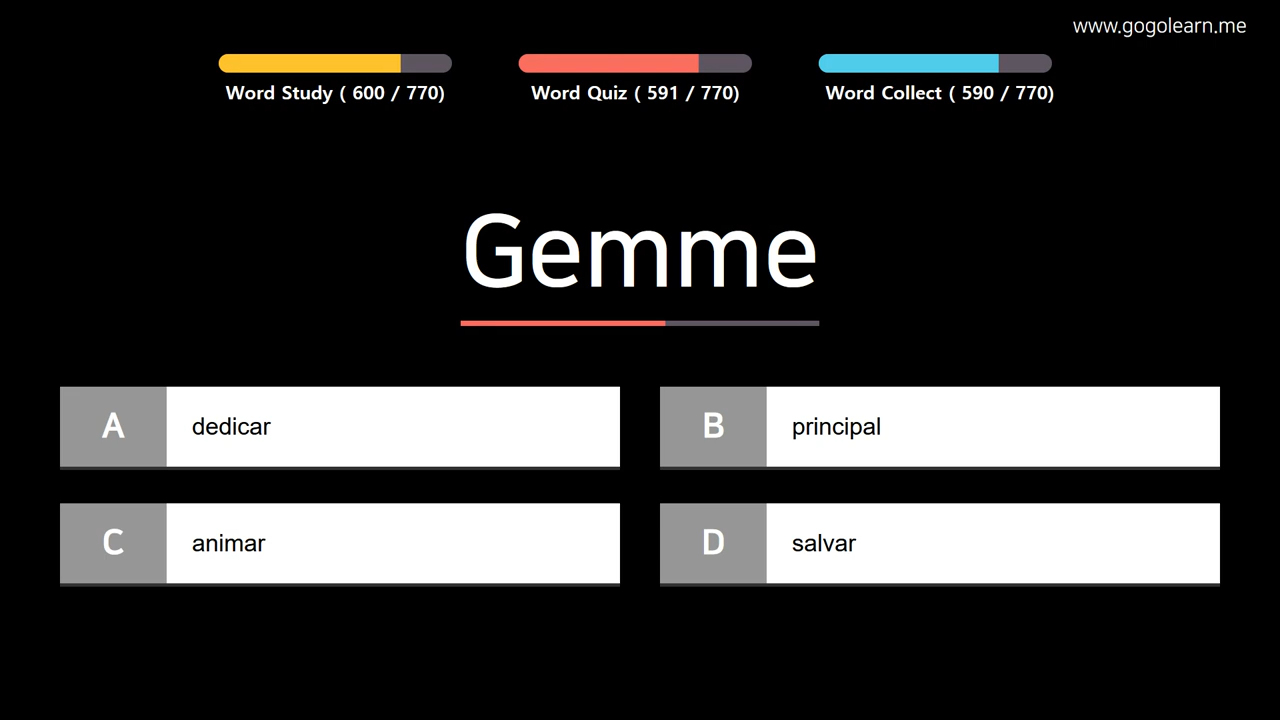 www.gogolearn.me
Word Study ( 600 / 770)
Word Quiz ( 591 / 770)
Word Collect ( 590 / 770)
Gemme
A
dedicar
B
principal
C
animar
D
salvar